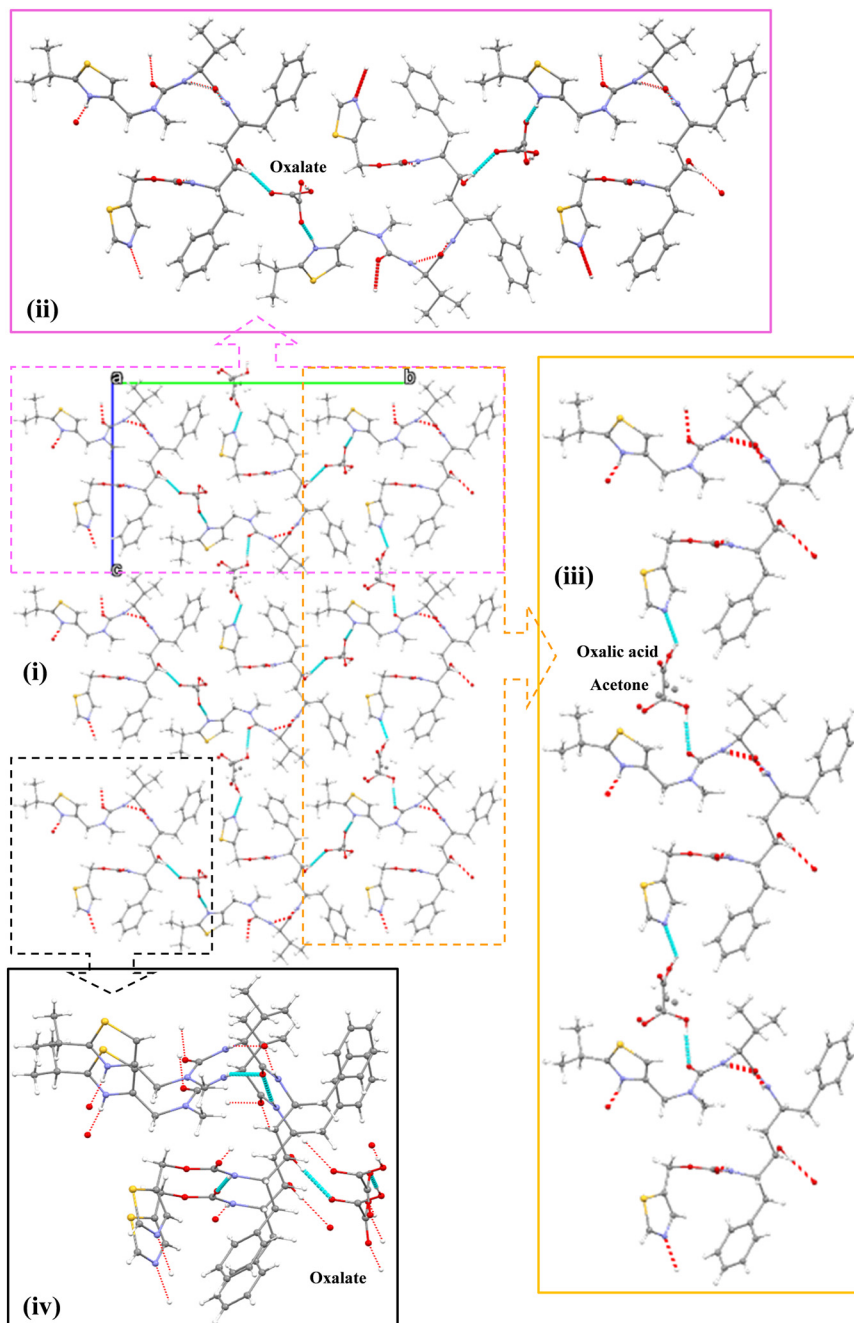 Oxalate
(ii)
a
b
c
(i)
(iii)
Oxalic acid
Acetone
Oxalate
(iv)